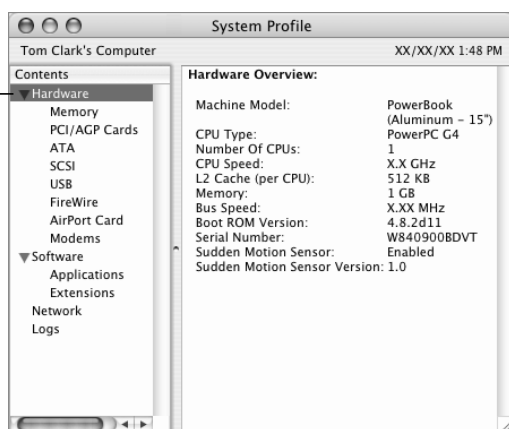 System Profile
Tom Clark's Computer XX/XX/XX 1:48 PM
Contents
Hardware
Memory
PCI/AGP Cards
ATA
SCSI
USB
FireWire
AirPort Card
Modems
Software
Applications
Extensions
Network
Logs
Hardware Overview:
Machine Model: PowerBook
(Aluminum – 15")
CPU Type: PowerPC G4
Number Of CPUs: 1
CPU Speed: X.X GHz
L2 Cache (per CPU): 512 KB
Memory: 1 GB
Bus Speed: X.XX MHz
Boot ROM Version: 4.8.2d11
Serial Number: W840900BDVT
Sudden Motion Sensor: Enabled
Sudden Motion Sensor Version: 1.0